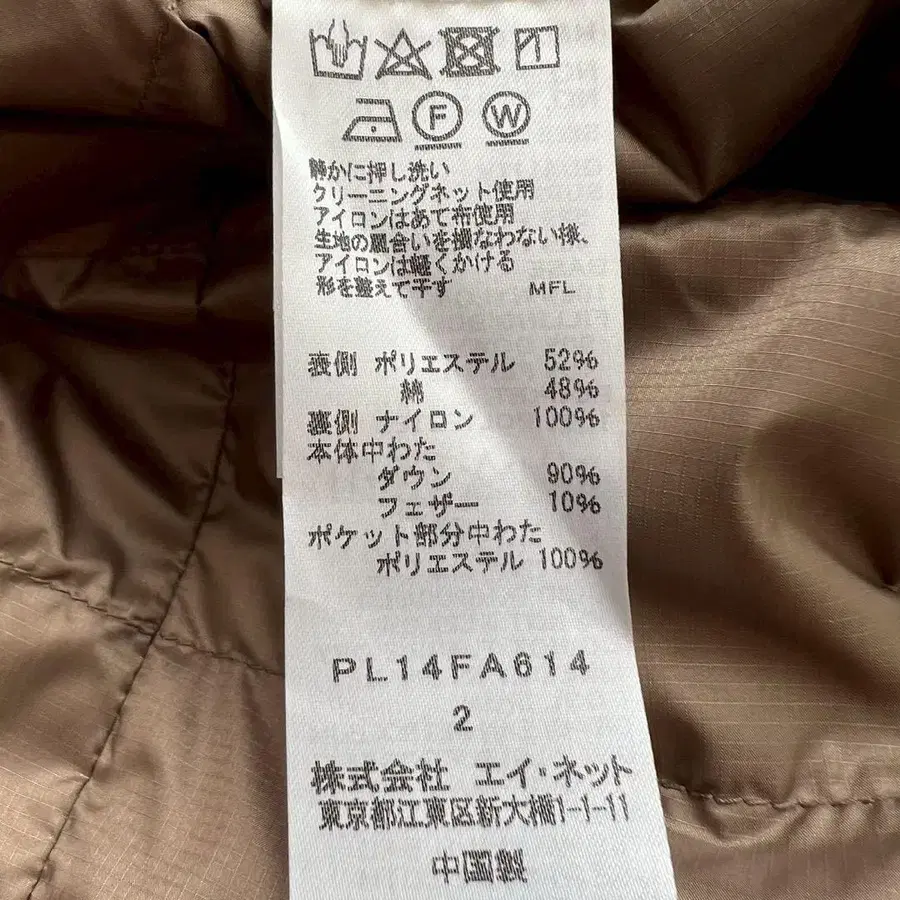 F W
静かに押し洗い
クリーニングネット使用
アイロンはあて布使用
生地の風合いを損なわない様、
アイロンは軽くかける
形を整えて干す MFL
表側 ポリエステル 52%
綿 48%
裏側 ナイロン 100%
本体中わた
ダウン 90%
フェザー 10%
ポケット部分中わた
ポリエステル 100%
PL14FA614
2
株式会社 エイ・ネット
東京都江東区新大橋1-1-11
中国製